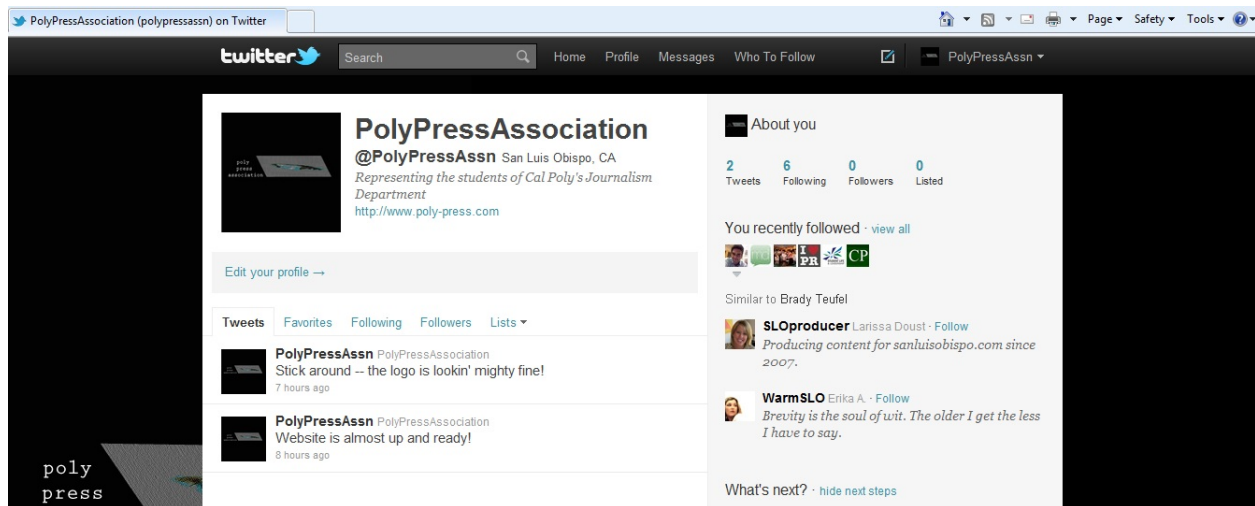 PolyPressAssociation (polypressassn) on Twitter
Page Safety Tools
twitter Search Home Profile Messages Who To Follow PolyPressAssn
poly
press
association
PolyPressAssociation
@PolyPressAssn San Luis Obispo, CA
Representing the students of Cal Poly's Journalism
Department
http://www.poly-press.com
Edit your profile →
Tweets Favorites Following Followers Lists
PolyPressAssn PolyPressAssociation
Stick around -- the logo is lookin' mighty fine!
7 hours ago
PolyPressAssn PolyPressAssociation
Website is almost up and ready!
8 hours ago
About you
2 6 0 0
Tweets Following Followers Listed
You recently followed · view all
I PR
CP
Similar to Brady Teufel
SLOproducer Larissa Doust · Follow
Producing content for sanluisobispo.com since
2007.
WarmSLO Erika A. · Follow
Brevity is the soul of wit. The older I get the less
I have to say.
What's next? · hide next steps
poly
press